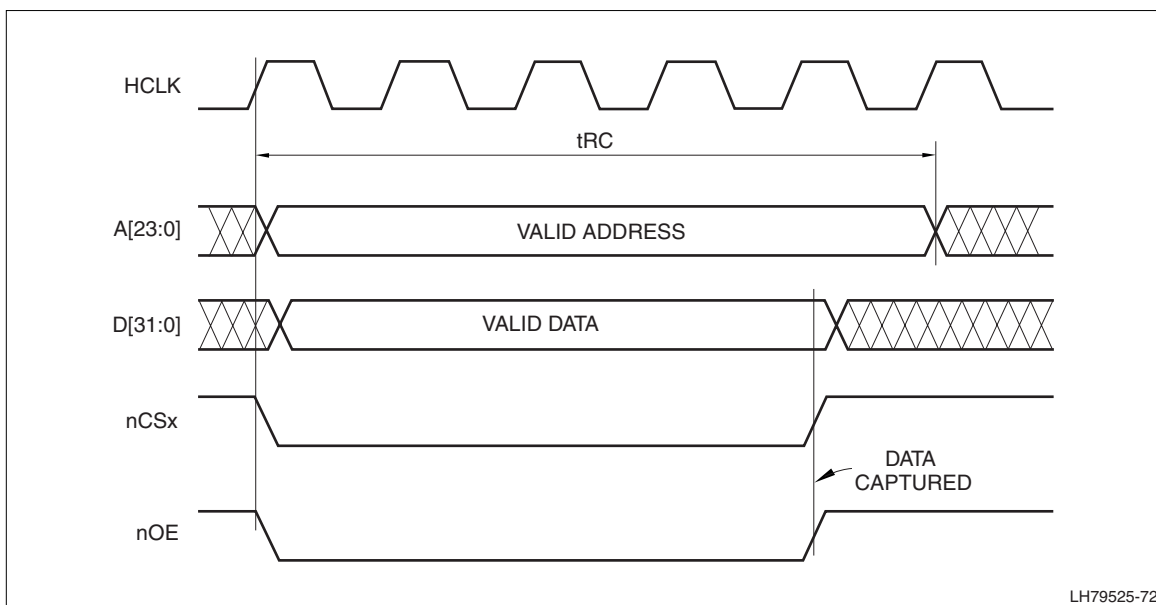 HCLK
tRC
A[23:0]
VALID ADDRESS
D[31:0]
VALID DATA
nCSx
DATA
CAPTURED
nOE
LH79525-72